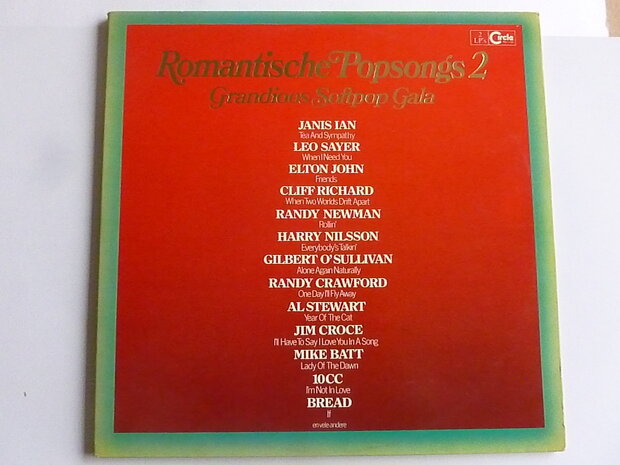 2 LP's Circle
Romantische Popsongs 2
Grandioos Softpop Gala
JANIS IAN
Tea And Sympathy
LEO SAYER
When I Need You
ELTON JOHN
Friends
CLIFF RICHARD
When Two Worlds Drift Apart
RANDY NEWMAN
Rollin'
HARRY NILSSON
Everybody's Talkin'
GILBERT O'SULLIVAN
Alone Again Naturally
RANDY CRAWFORD
One Day I'll Fly Away
AL STEWART
Year Of The Cat
JIM CROCE
I'll Have To Say I Love You In A Song
MIKE BATT
Lady Of The Dawn
10CC
I'm Not In Love
BREAD
If
en vele andere